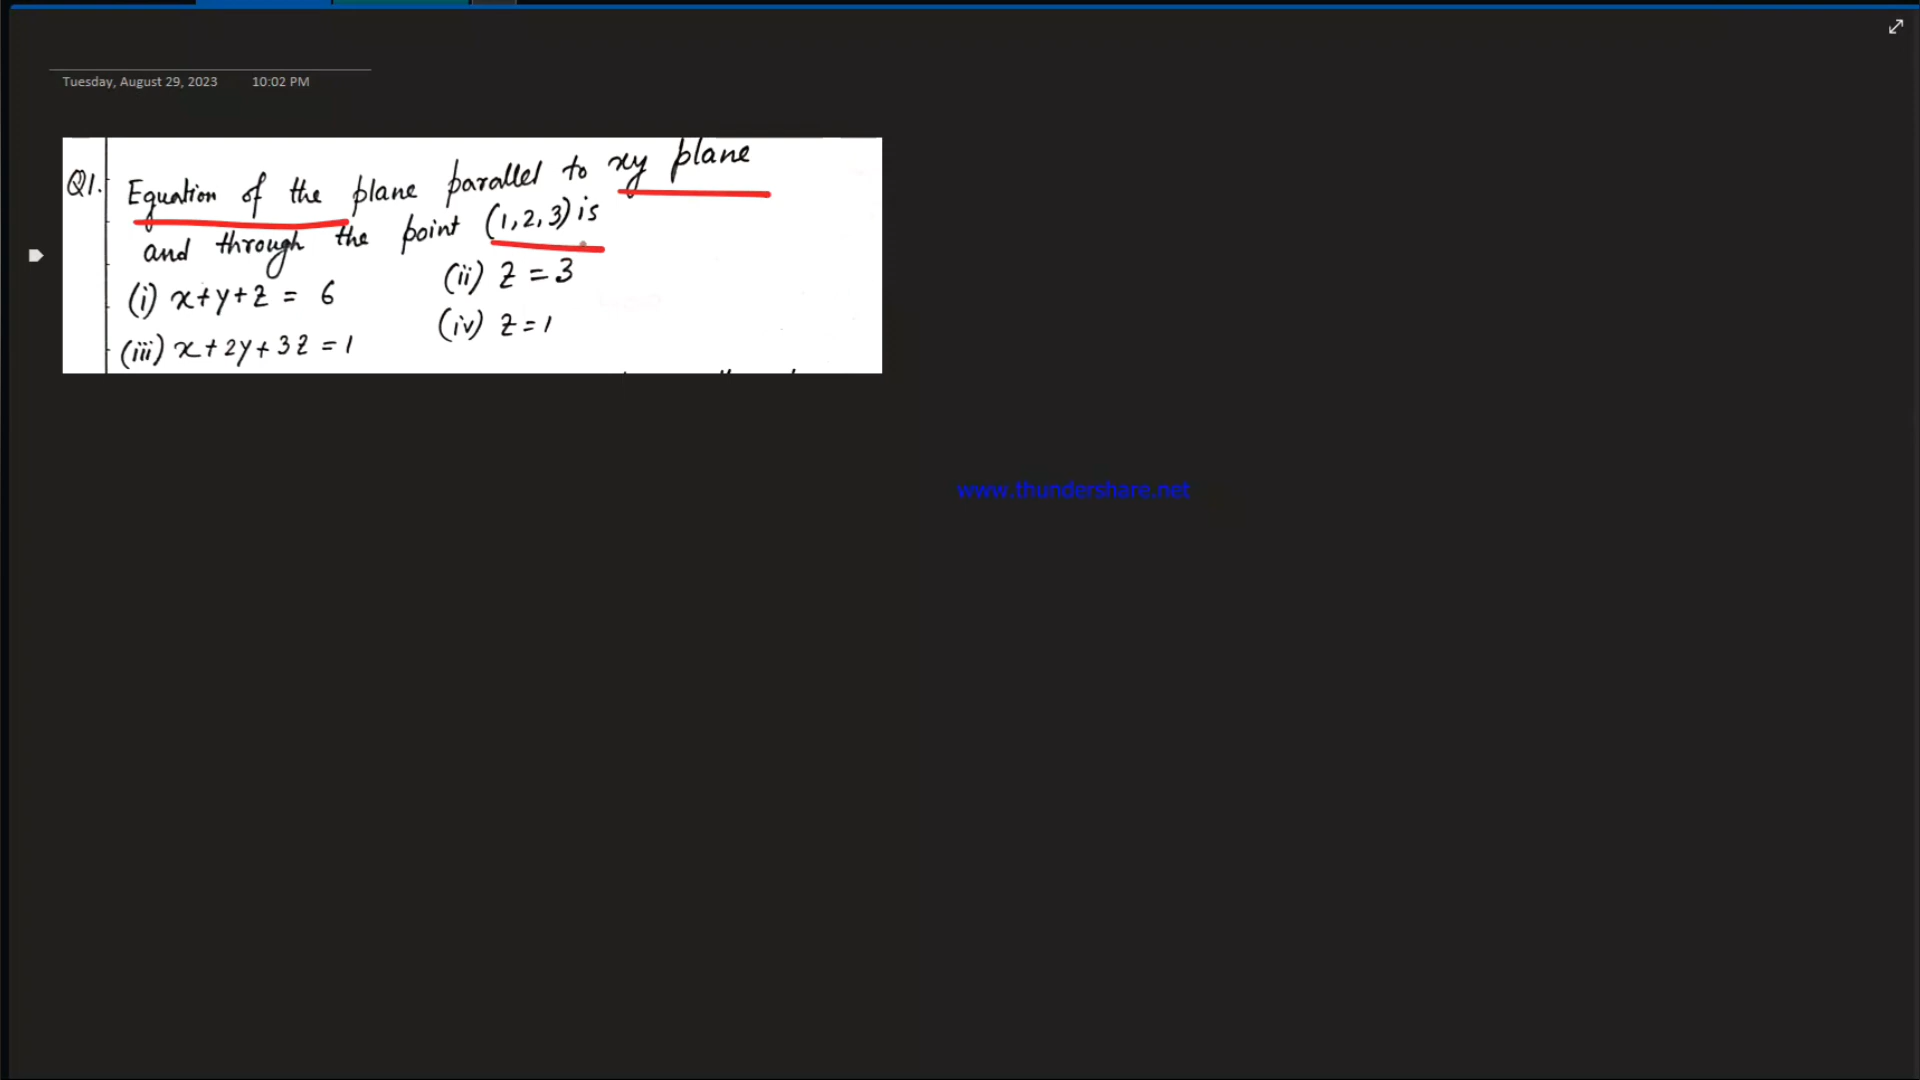 Tuesday, August 29, 2023 10:02 PM
Q1. Equation of the plane parallel to xy plane
and through the point (1,2,3) is
(i) x+y+z = 6 (ii) z = 3
(iii) x+2y+3z = 1 (iv) z = 1
www.thundershare.net